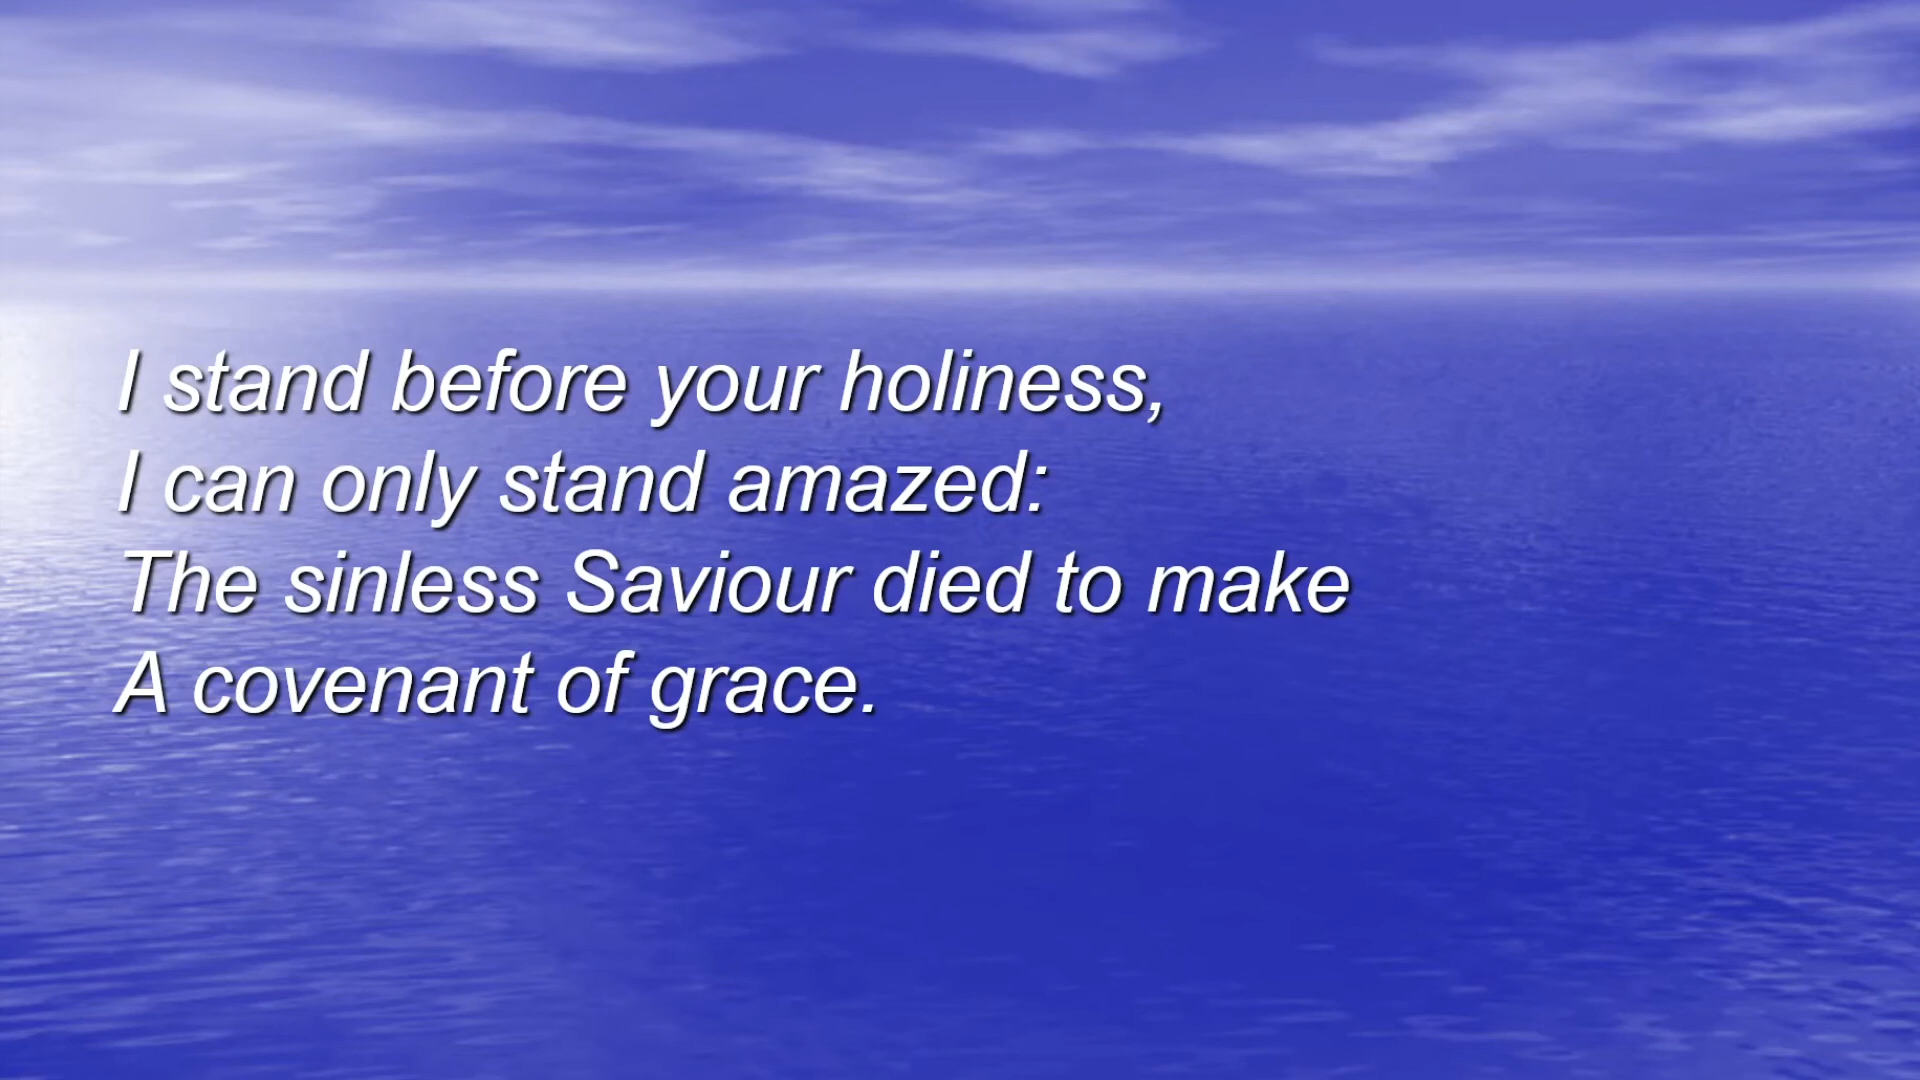 I stand before your holiness,
I can only stand amazed:
The sinless Saviour died to make
A covenant of grace.